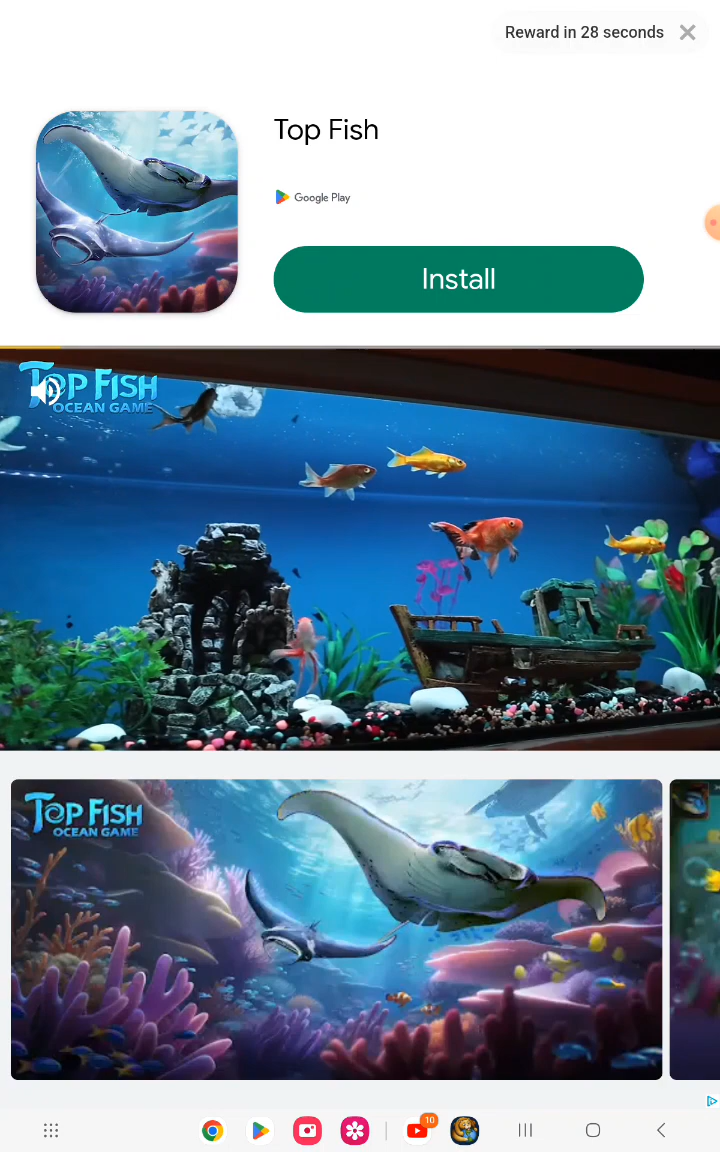 Reward in 28 seconds
Top Fish
Google Play
Install
TOP FISH
OCEAN GAME
TOP FISH
OCEAN GAME
10